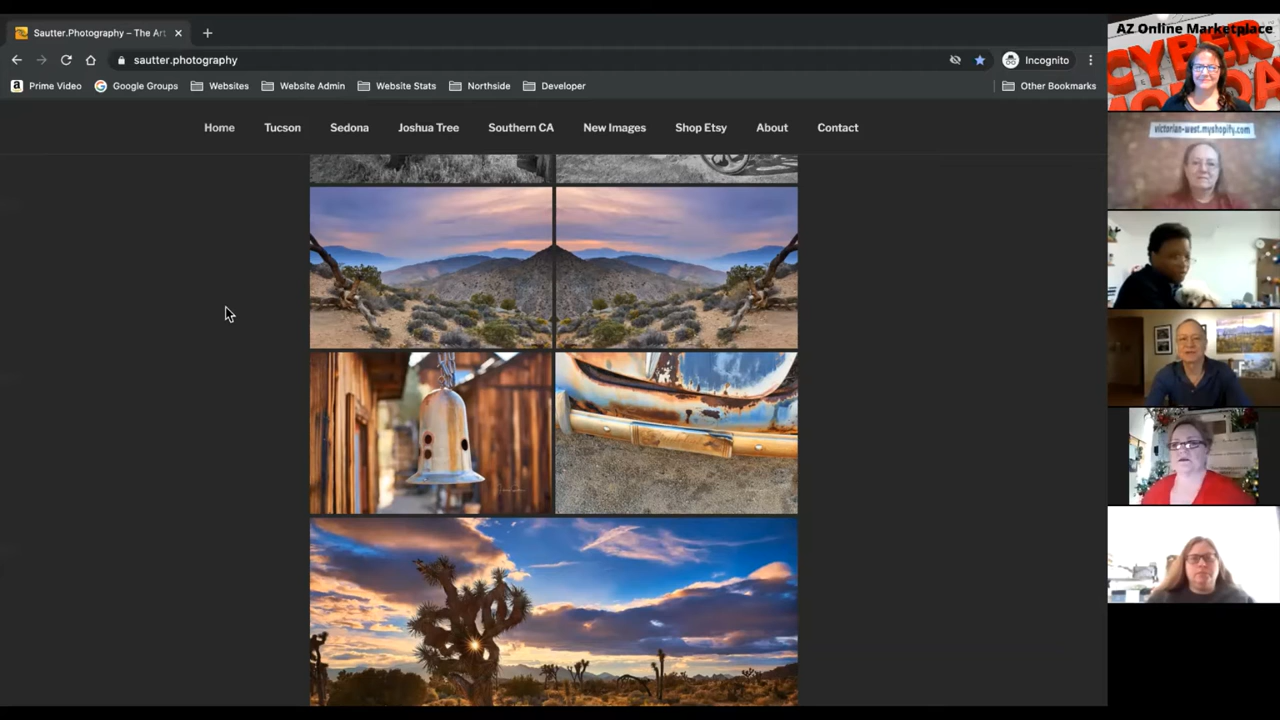 Sautter.Photography – The Art
sautter.photography
Incognito
Prime Video
Google Groups
Websites
Website Admin
Website Stats
Northside
Developer
Other Bookmarks
Home
Tucson
Sedona
Joshua Tree
Southern CA
New Images
Shop Etsy
About
Contact
AZ Online Marketplace
CYBER
victorian-west.myshopify.com